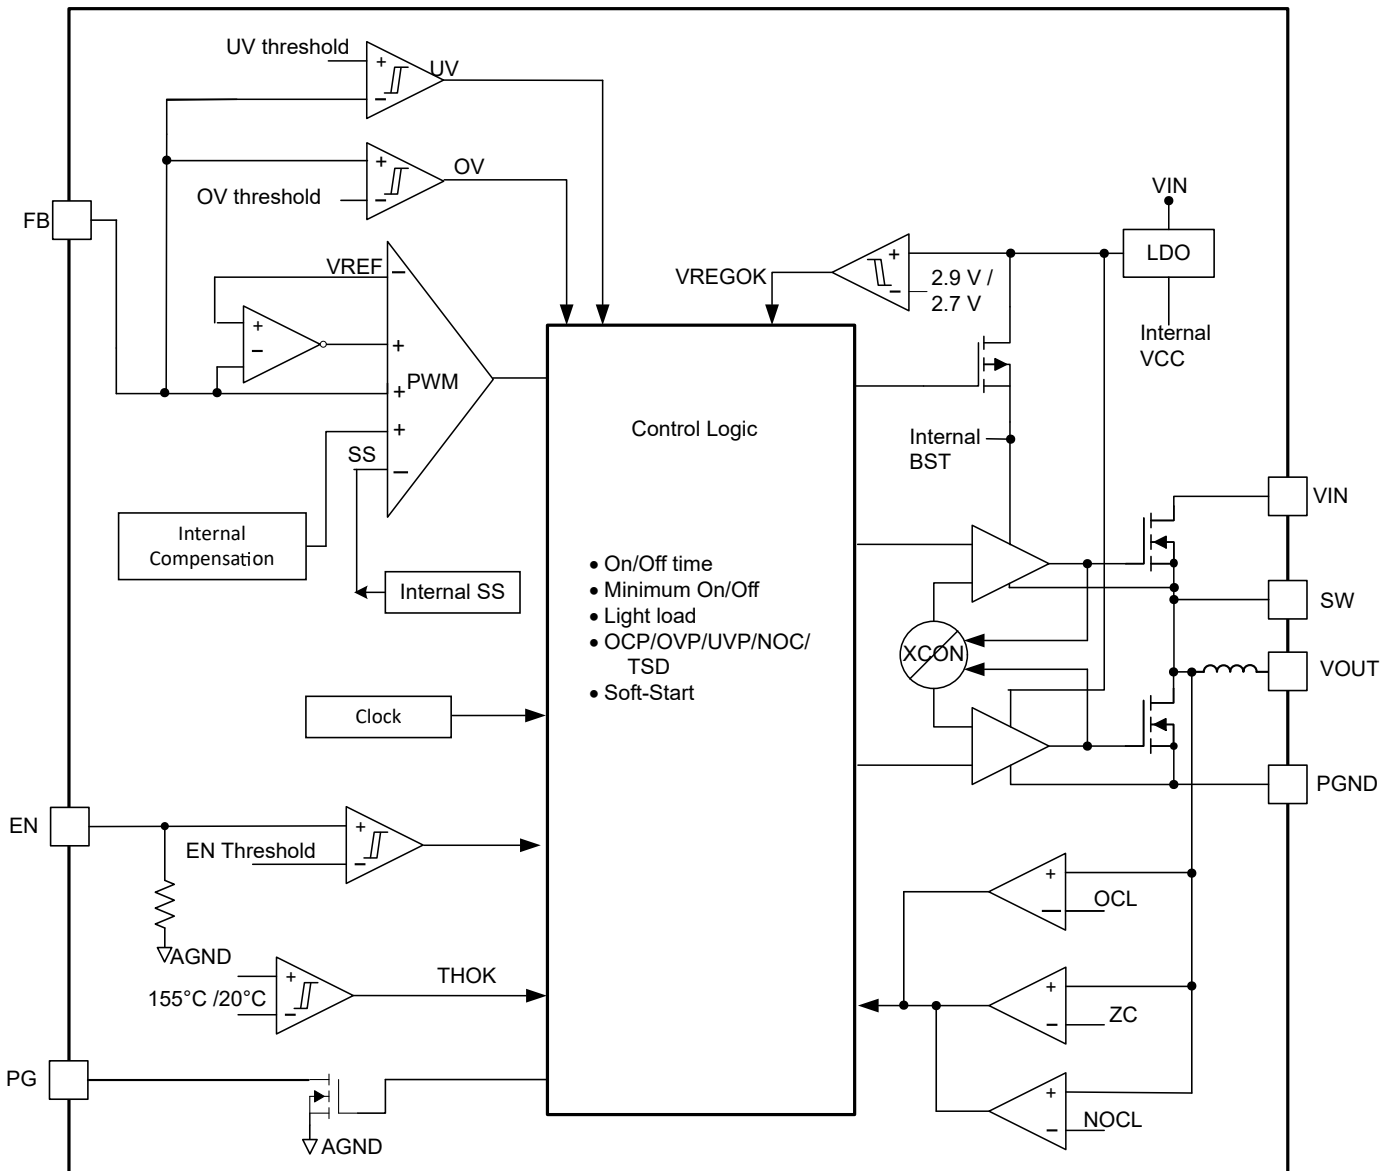 UV threshold
UV
OV
OV threshold
FB
VREF
PWM
SS
Internal
Compensation
Internal SS
Clock
EN
EN Threshold
AGND
155°C /20°C
THOK
PG
AGND
Control Logic
• On/Off time
• Minimum On/Off
• Light load
• OCP/OVP/UVP/NOC/
TSD
• Soft-Start
VREGOK
2.9 V /
2.7 V
VIN
LDO
Internal
VCC
Internal
BST
XCON
VIN
SW
VOUT
PGND
OCL
ZC
NOCL